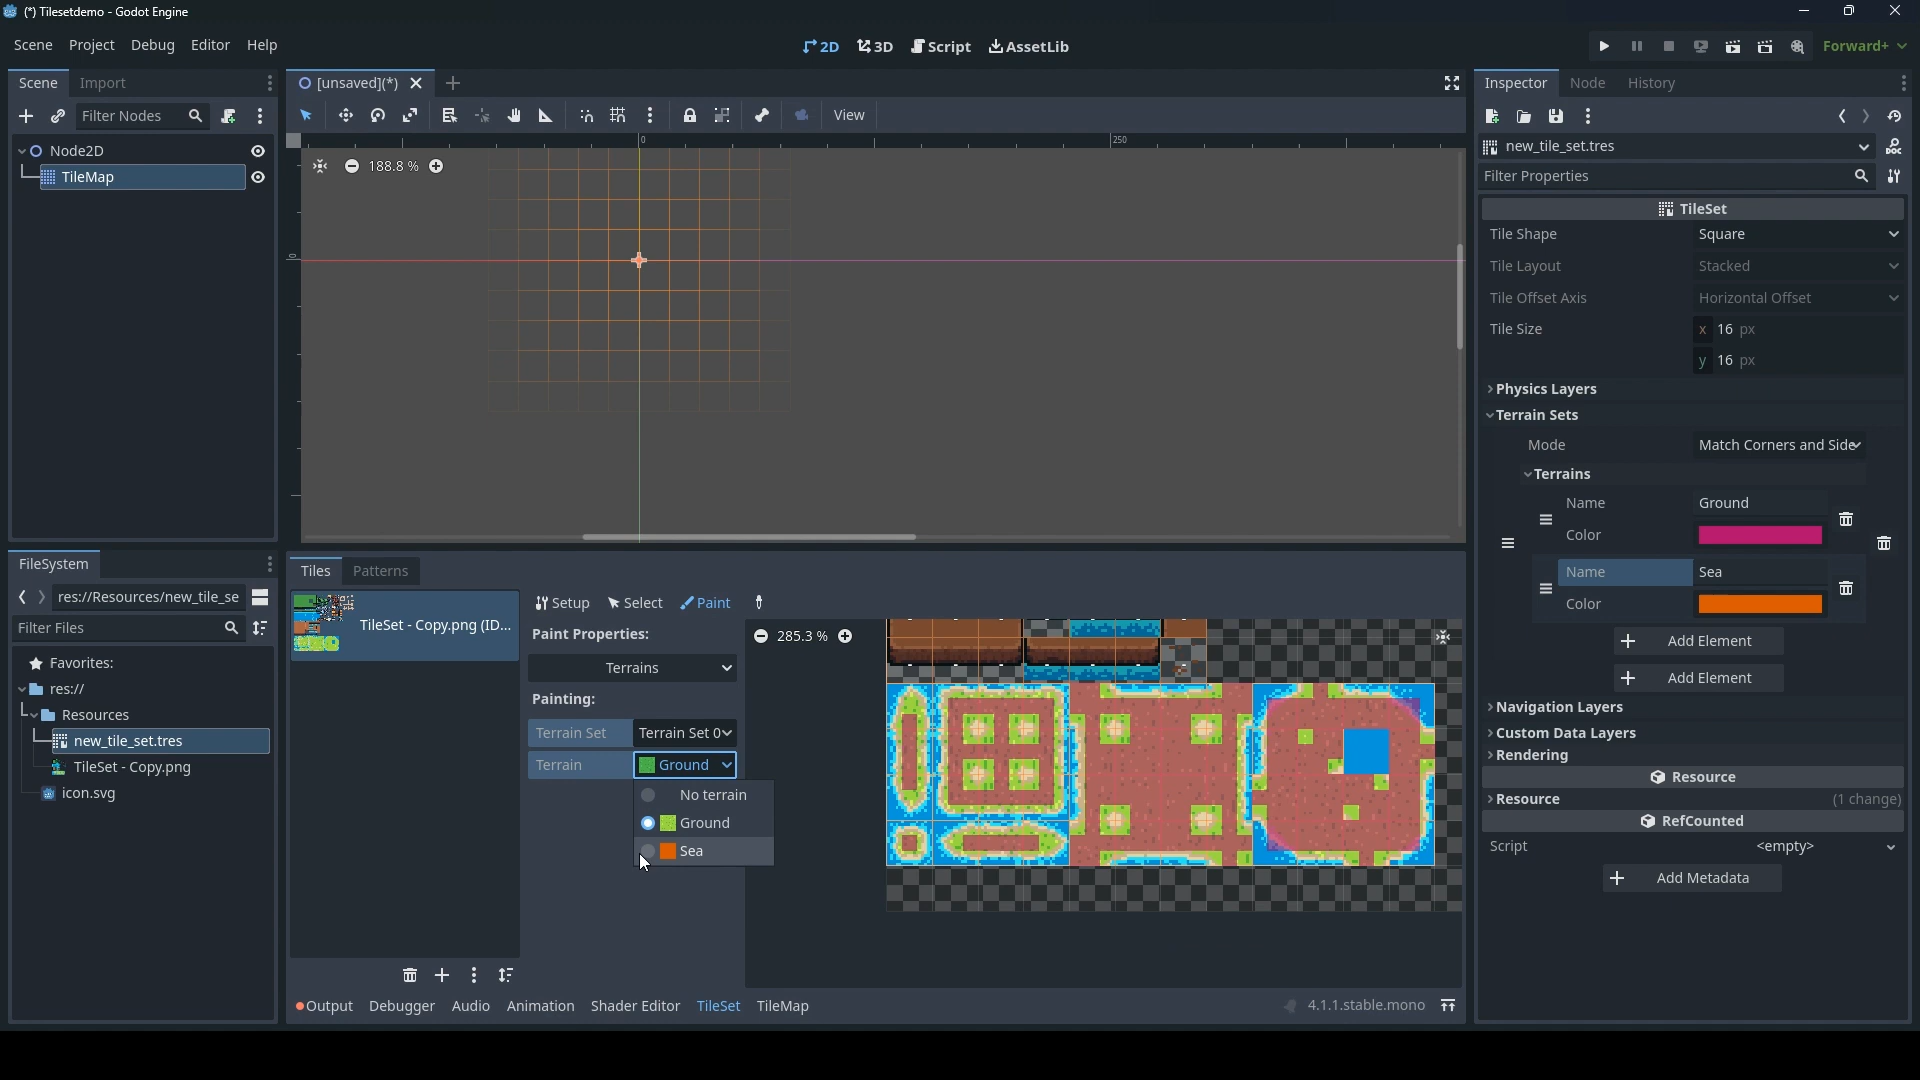 (*) Tilesetdemo - Godot Engine
Scene Project Debug Editor Help
2D 3D Script AssetLib
Forward+
Scene Import
[unsaved](*)
Inspector Node History
Filter Nodes
View
Node2D
TileMap
188.8 %
0
250
0
new_tile_set.tres
Filter Properties
TileSet
Tile Shape Square
Tile Layout Stacked
Tile Offset Axis Horizontal Offset
Tile Size x 16 px
y 16 px
Physics Layers
Terrain Sets
Mode Match Corners and Side
Terrains
Name Ground
Color
Name Sea
Color
Add Element
Add Element
Navigation Layers
Custom Data Layers
Rendering
Resource
Resource (1 change)
RefCounted
Script <empty>
Add Metadata
FileSystem
res://Resources/new_tile_se
Filter Files
Favorites:
res://
Resources
new_tile_set.tres
TileSet - Copy.png
icon.svg
Tiles Patterns
TileSet - Copy.png (ID...
Setup Select Paint
Paint Properties:
Terrains
Painting:
Terrain Set Terrain Set 0
Terrain Ground
No terrain
Ground
Sea
285.3 %
Output Debugger Audio Animation Shader Editor TileSet TileMap
4.1.1.stable.mono